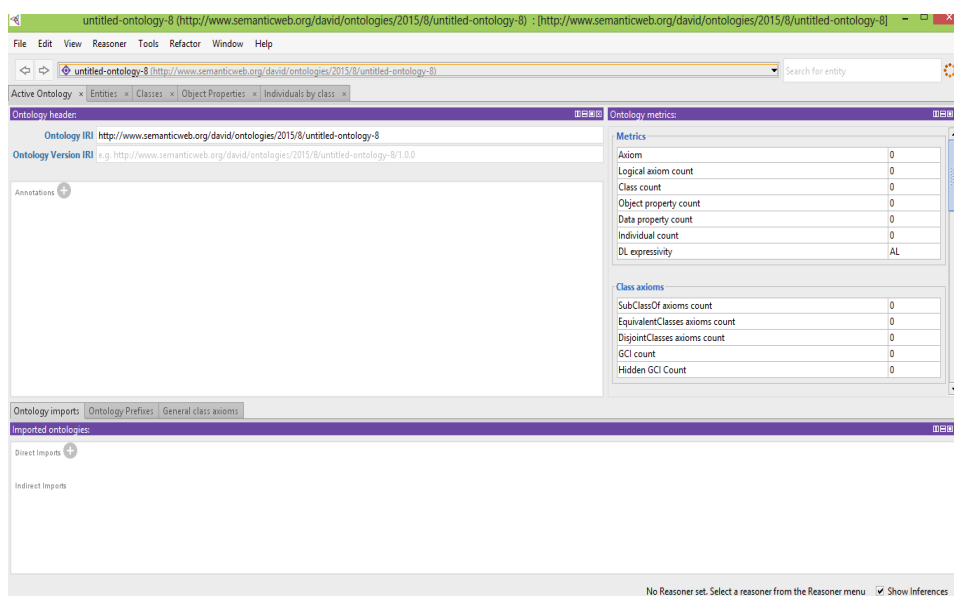 untitled-ontology-8 (http://www.semanticweb.org/david/ontologies/2015/8/untitled-ontology-8) : [http://www.semanticweb.org/david/ontologies/2015/8/untitled-ontology-8]
File Edit View Reasoner Tools Refactor Window Help
untitled-ontology-8 (http://www.semanticweb.org/david/ontologies/2015/8/untitled-ontology-8) Search for entity
Active Ontology × Entities × Classes × Object Properties × Individuals by class ×
Ontology header: Ontology metrics:
Ontology IRI http://www.semanticweb.org/david/ontologies/2015/8/untitled-ontology-8
Ontology Version IRI e.g. http://www.semanticweb.org/david/ontologies/2015/8/untitled-ontology-8/1.0.0
Annotations
Metrics
Axiom 0
Logical axiom count 0
Class count 0
Object property count 0
Data property count 0
Individual count 0
DL expressivity AL
Class axioms
SubClassOf axioms count 0
EquivalentClasses axioms count 0
DisjointClasses axioms count 0
GCI count 0
Hidden GCI Count 0
Ontology imports Ontology Prefixes General class axioms
Imported ontologies:
Direct Imports
Indirect Imports
No Reasoner set. Select a reasoner from the Reasoner menu Show Inferences